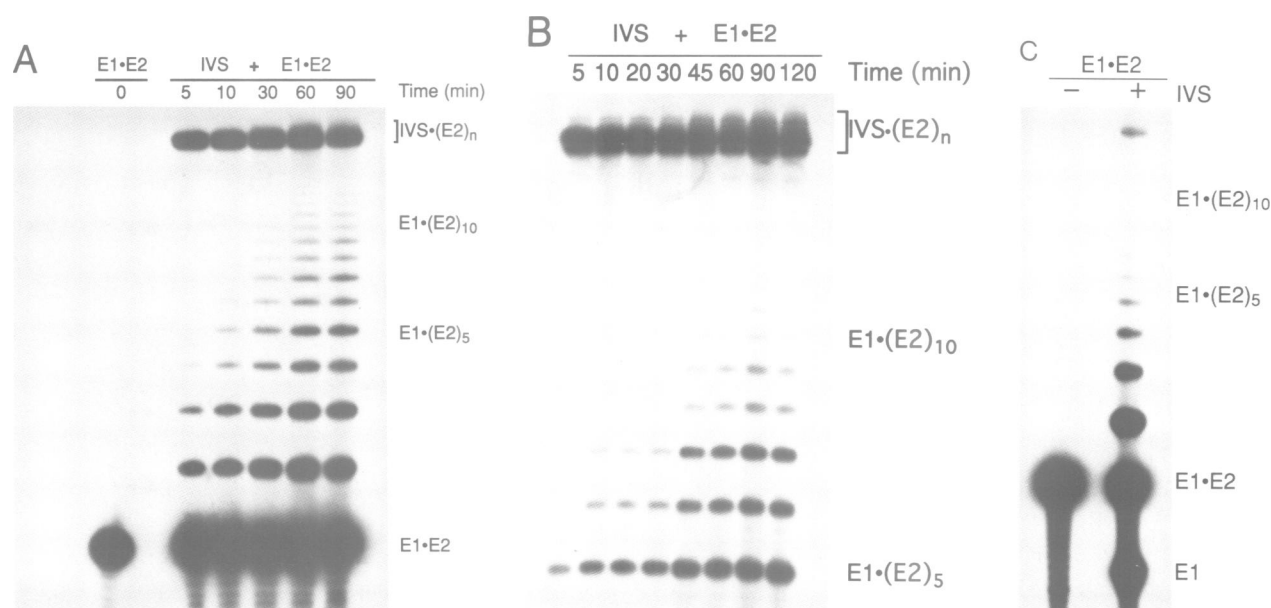 A
E1•E2 IVS + E1•E2
0 5 10 30 60 90 Time (min)
IVS•(E2)n
E1•(E2)10
E1•(E2)5
E1•E2
B
IVS + E1•E2
5 10 20 30 45 60 90 120 Time (min)
IVS•(E2)n
E1•(E2)10
E1•(E2)5
C
E1•E2
− + IVS
E1•(E2)10
E1•(E2)5
E1•E2
E1